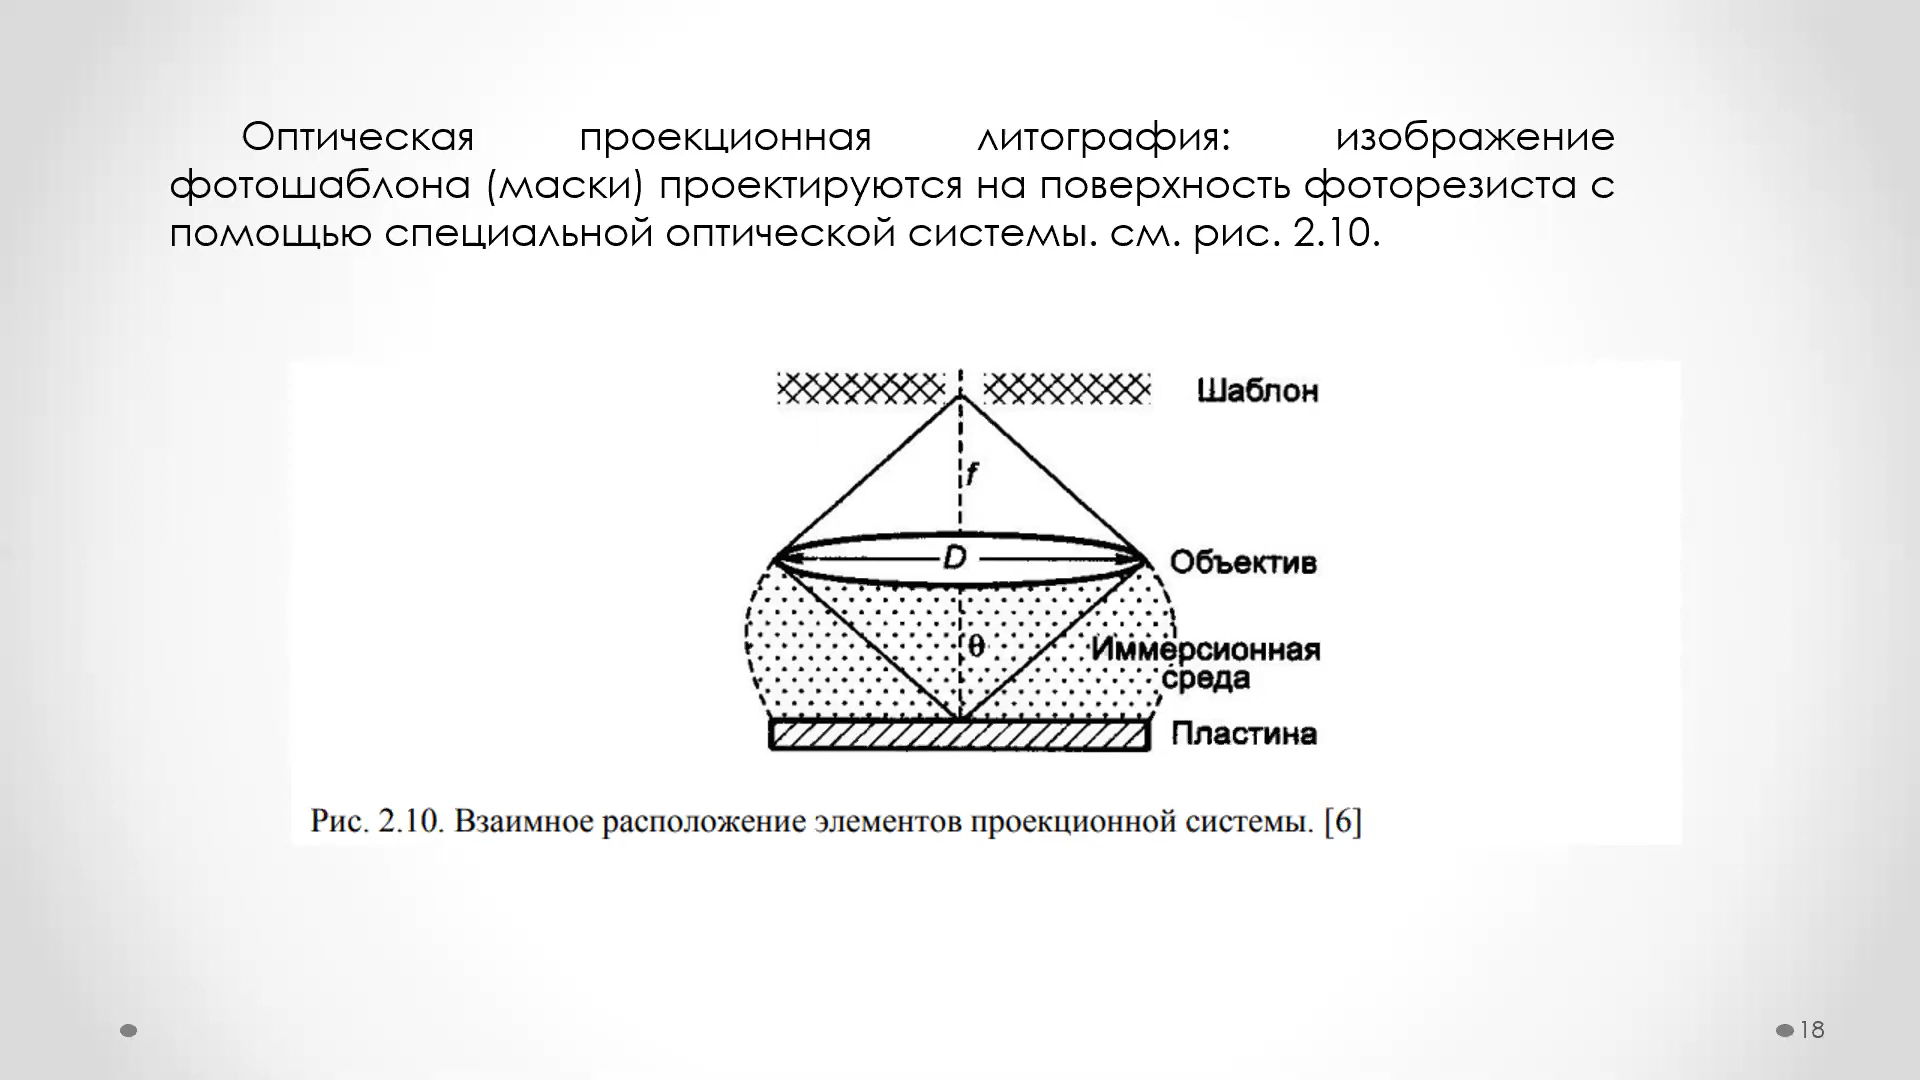 Оптическая проекционная литография: изображение
фотошаблона (маски) проектируются на поверхность фоторезиста с
помощью специальной оптической системы. см. рис. 2.10.
Шаблон
f
D
Объектив
θ
Иммерсионная
среда
Пластина
Рис. 2.10. Взаимное расположение элементов проекционной системы. [6]
18